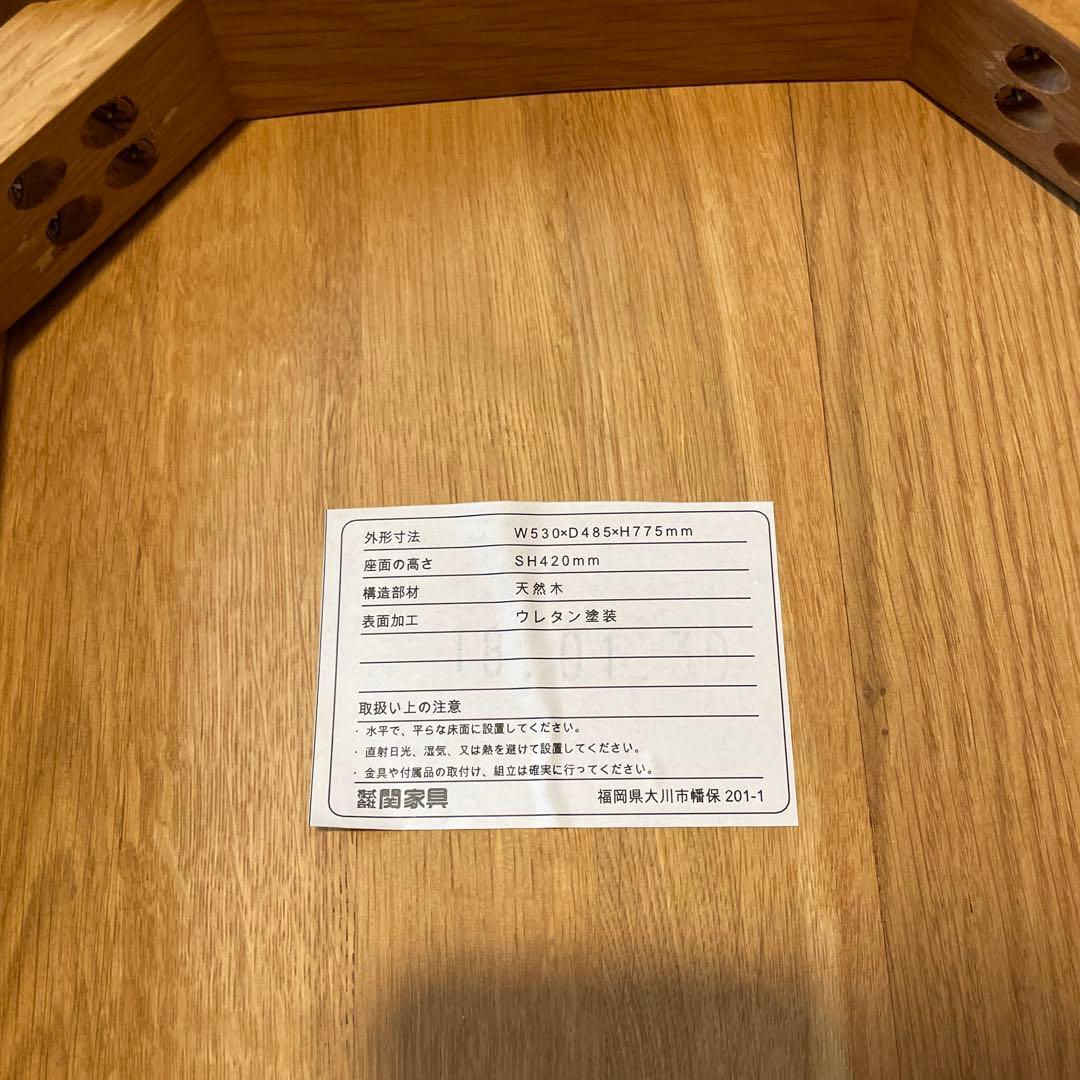 外形寸法 W530×D485×H775mm
座面の高さ SH420mm
構造部材 天然木
表面加工 ウレタン塗装
取扱い上の注意
・水平で、平らな床面に設置してください。
・直射日光、湿気、又は熱を避けて設置してください。
・金具や付属品の取付け、組立は確実に行ってください。
株式会社 関家具 福岡県大川市幡保 201-1